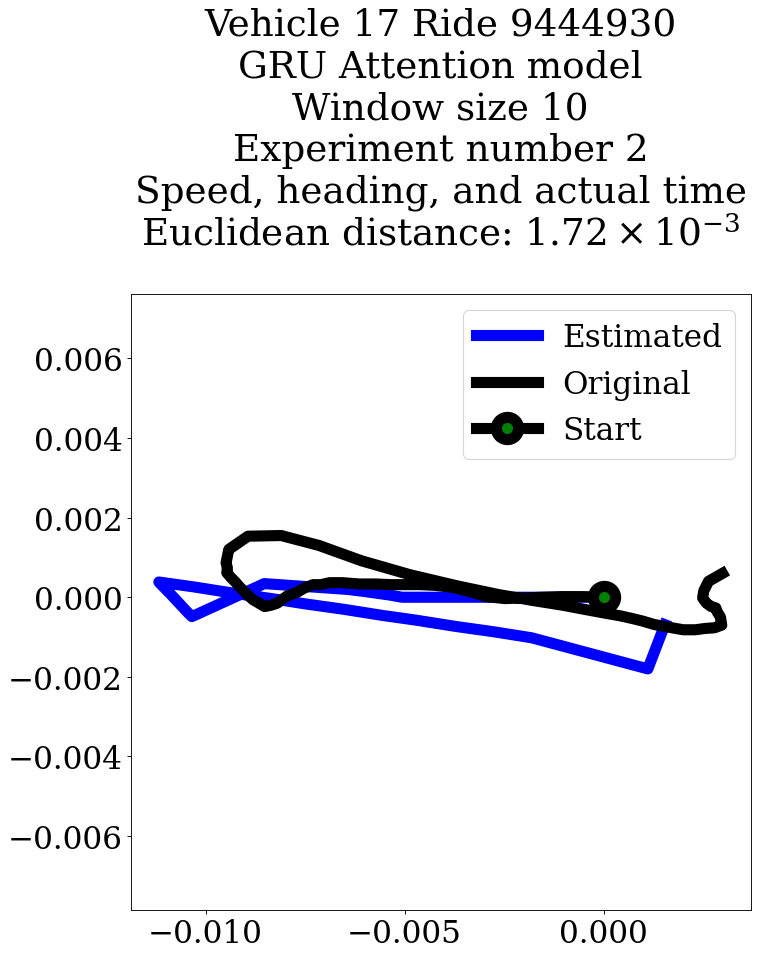 Vehicle 17 Ride 9444930
GRU Attention model
Window size 10
Experiment number 2
Speed, heading, and actual time
Euclidean distance: 1.72 × 10⁻³
Estimated
Original
Start
0.006
0.004
0.002
0.000
−0.002
−0.004
−0.006
−0.010
−0.005
0.000